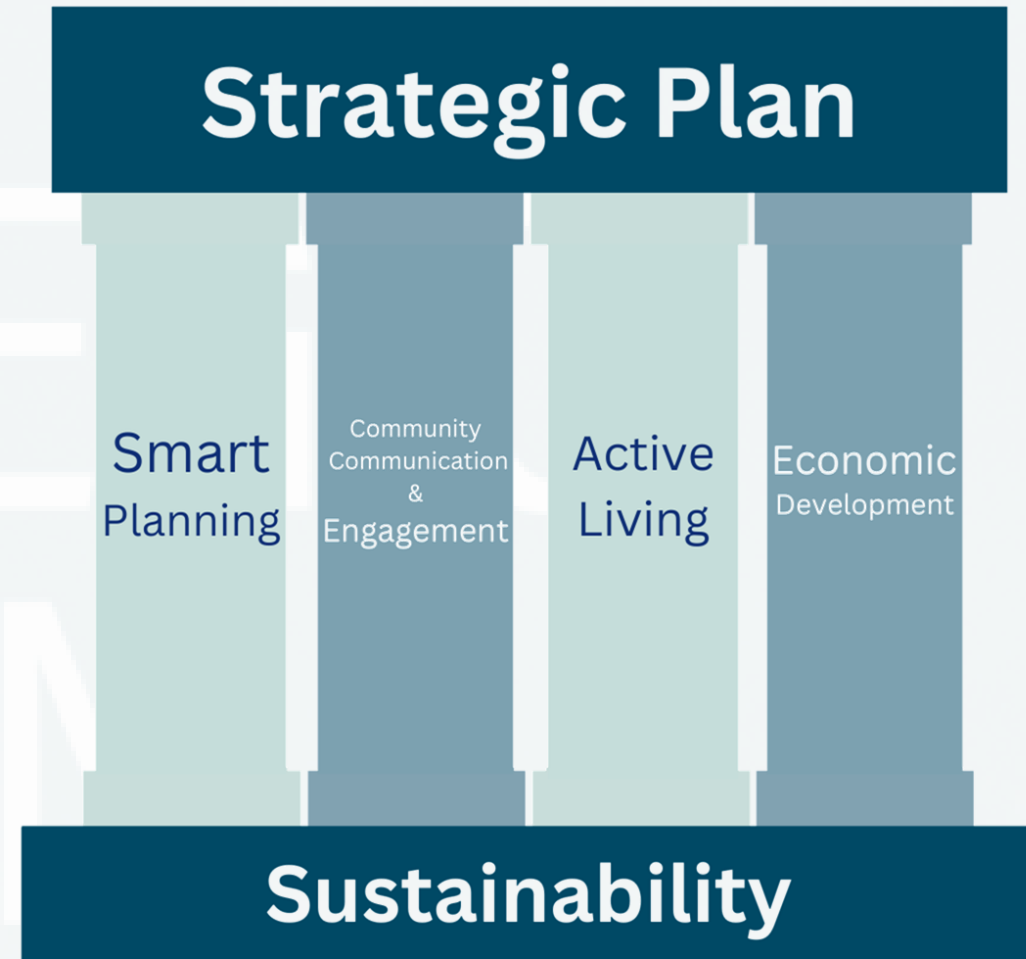 Strategic Plan
Smart
Planning
Community
Communication
&
Engagement
Active
Living
Economic
Development
Sustainability